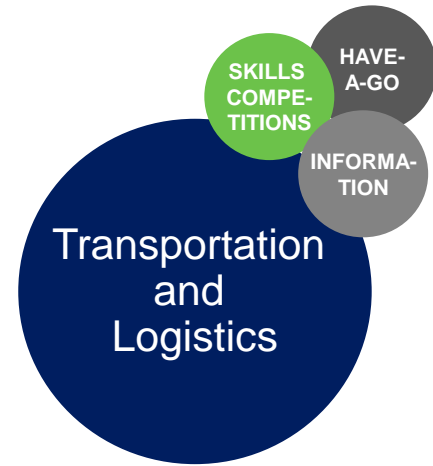 HAVE-
A-GO
SKILLS
COMPE-
TITIONS
INFORMA-
TION
Transportation
and
Logistics